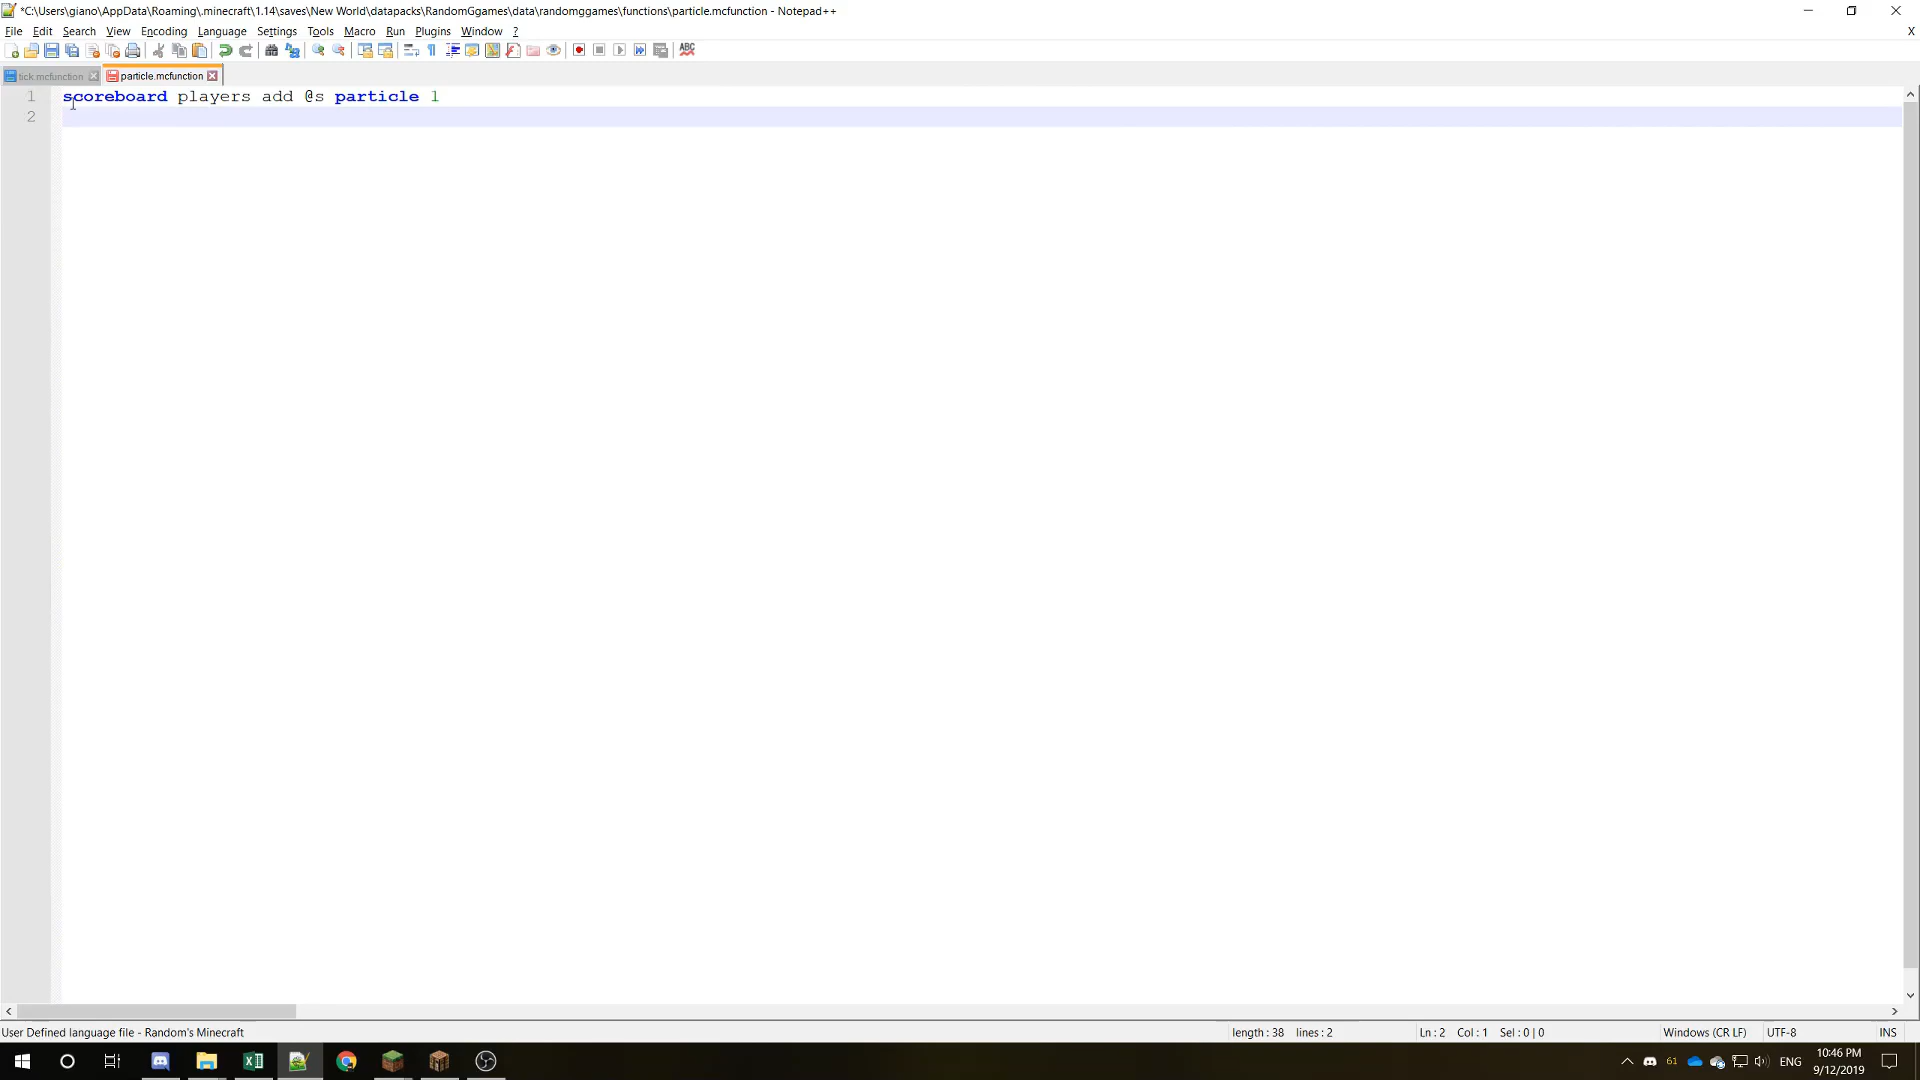 *C:\Users\giano\AppData\Roaming\.minecraft\1.14\saves\New World\datapacks\RandomGgames\data\randomggames\functions\particle.mcfunction - Notepad++
File Edit Search View Encoding Language Settings Tools Macro Run Plugins Window ? X
ABC
tick.mcfunction particle.mcfunction
1 scoreboard players add @s particle 1
2
User Defined language file - Random's Minecraft length : 38 lines : 2 Ln : 2 Col : 1 Sel : 0 | 0 Windows (CR LF) UTF-8 INS
61 ENG 10:46 PM
9/12/2019